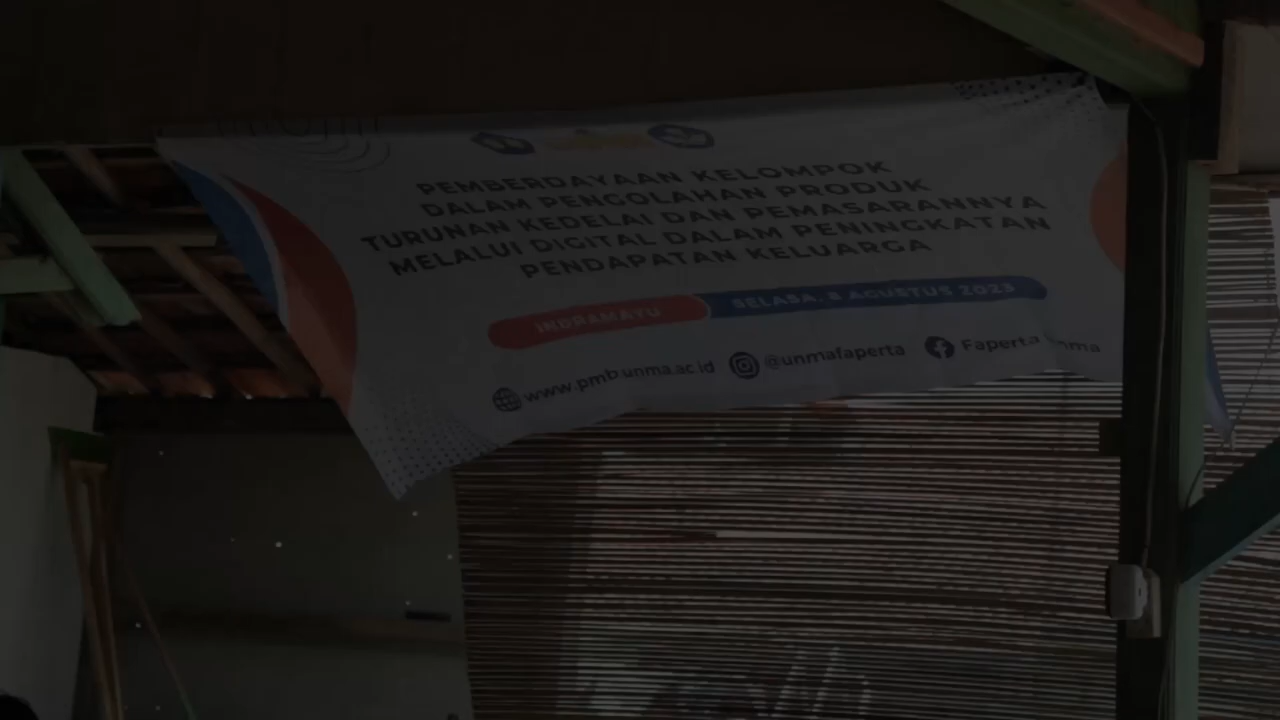 PEMBERDAYAAN KELOMPOK
DALAM PENGOLAHAN PRODUK
TURUNAN KEDELAI DAN PEMASARANNYA
MELALUI DIGITAL DALAM PENINGKATAN
PENDAPATAN KELUARGA
INDRAMAYU SELASA, 8 AGUSTUS 2023
www.pmb.unma.ac.id @unmafaperta Faperta